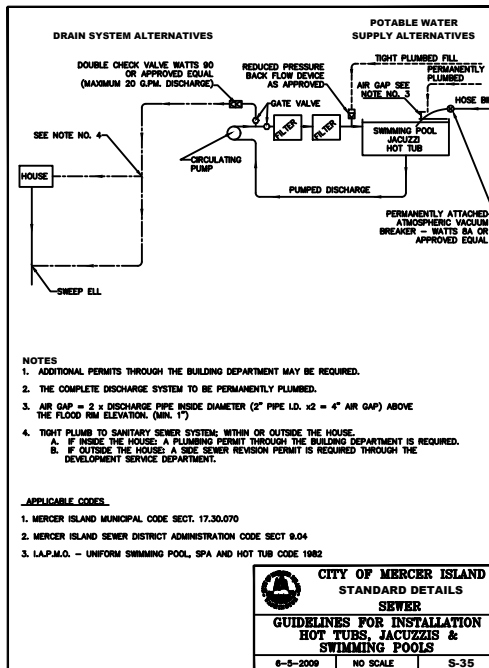 DRAIN SYSTEM ALTERNATIVES
POTABLE WATER
SUPPLY ALTERNATIVES
DOUBLE CHECK VALVE WATTS 90
OR APPROVED EQUAL
(MAXIMUM 20 G.P.M. DISCHARGE)
REDUCED PRESSURE
BACK FLOW DEVICE
AS APPROVED
TIGHT PLUMBED FILL
PERMANENTLY
PLUMBED
AIR GAP SEE
NOTE NO. 3
GATE VALVE
HOSE BI
SEE NOTE NO. 4
FILTER
FILTER
SWIMMING POOL
JACUZZI
HOT TUB
CIRCULATING
PUMP
HOUSE
PUMPED DISCHARGE
PERMANENTLY ATTACHED
ATMOSPHERIC VACUUM
BREAKER – WATTS 8A OR
APPROVED EQUAL
SWEEP ELL
NOTES
1. ADDITIONAL PERMITS THROUGH THE BUILDING DEPARTMENT MAY BE REQUIRED.
2. THE COMPLETE DISCHARGE SYSTEM TO BE PERMANENTLY PLUMBED.
3. AIR GAP = 2 x DISCHARGE PIPE INSIDE DIAMETER (2" PIPE I.D. x2 = 4" AIR GAP) ABOVE
THE FLOOD RIM ELEVATION. (MIN. 1")
4. TIGHT PLUMB TO SANITARY SEWER SYSTEM; WITHIN OR OUTSIDE THE HOUSE.
A. IF INSIDE THE HOUSE: A PLUMBING PERMIT THROUGH THE BUILDING DEPARTMENT IS REQUIRED.
B. IF OUTSIDE THE HOUSE: A SIDE SEWER REVISION PERMIT IS REQUIRED THROUGH THE
DEVELOPMENT SERVICE DEPARTMENT.
APPLICABLE CODES
1. MERCER ISLAND MUNICIPAL CODE SECT. 17.30.070
2. MERCER ISLAND SEWER DISTRICT ADMINISTRATION CODE SECT 9.04
3. I.A.P.M.O. – UNIFORM SWIMMING POOL, SPA AND HOT TUB CODE 1982
CITY OF MERCER ISLAND
STANDARD DETAILS
SEWER
GUIDELINES FOR INSTALLATION
HOT TUBS, JACUZZIS &
SWIMMING POOLS
6–5–2009 NO SCALE S-35